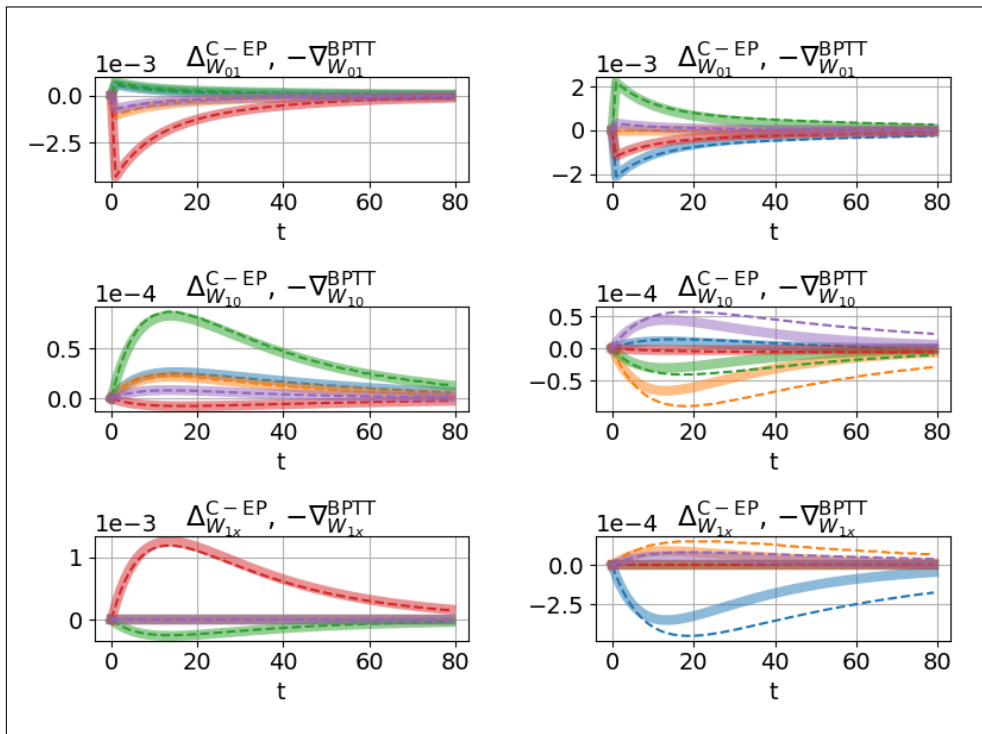 Δ_{W_{01}}^{C−EP}, −∇_{W_{01}}^{BPTT}
1e−3
0.0
−2.5
0 20 40 60 80
t
Δ_{W_{01}}^{C−EP}, −∇_{W_{01}}^{BPTT}
1e−3
2
0
−2
0 20 40 60 80
t
Δ_{W_{10}}^{C−EP}, −∇_{W_{10}}^{BPTT}
1e−4
0.5
0.0
0 20 40 60 80
t
Δ_{W_{10}}^{C−EP}, −∇_{W_{10}}^{BPTT}
1e−4
0.5
0.0
−0.5
0 20 40 60 80
t
Δ_{W_{1x}}^{C−EP}, −∇_{W_{1x}}^{BPTT}
1e−3
1
0
0 20 40 60 80
t
Δ_{W_{1x}}^{C−EP}, −∇_{W_{1x}}^{BPTT}
1e−4
0.0
−2.5
0 20 40 60 80
t